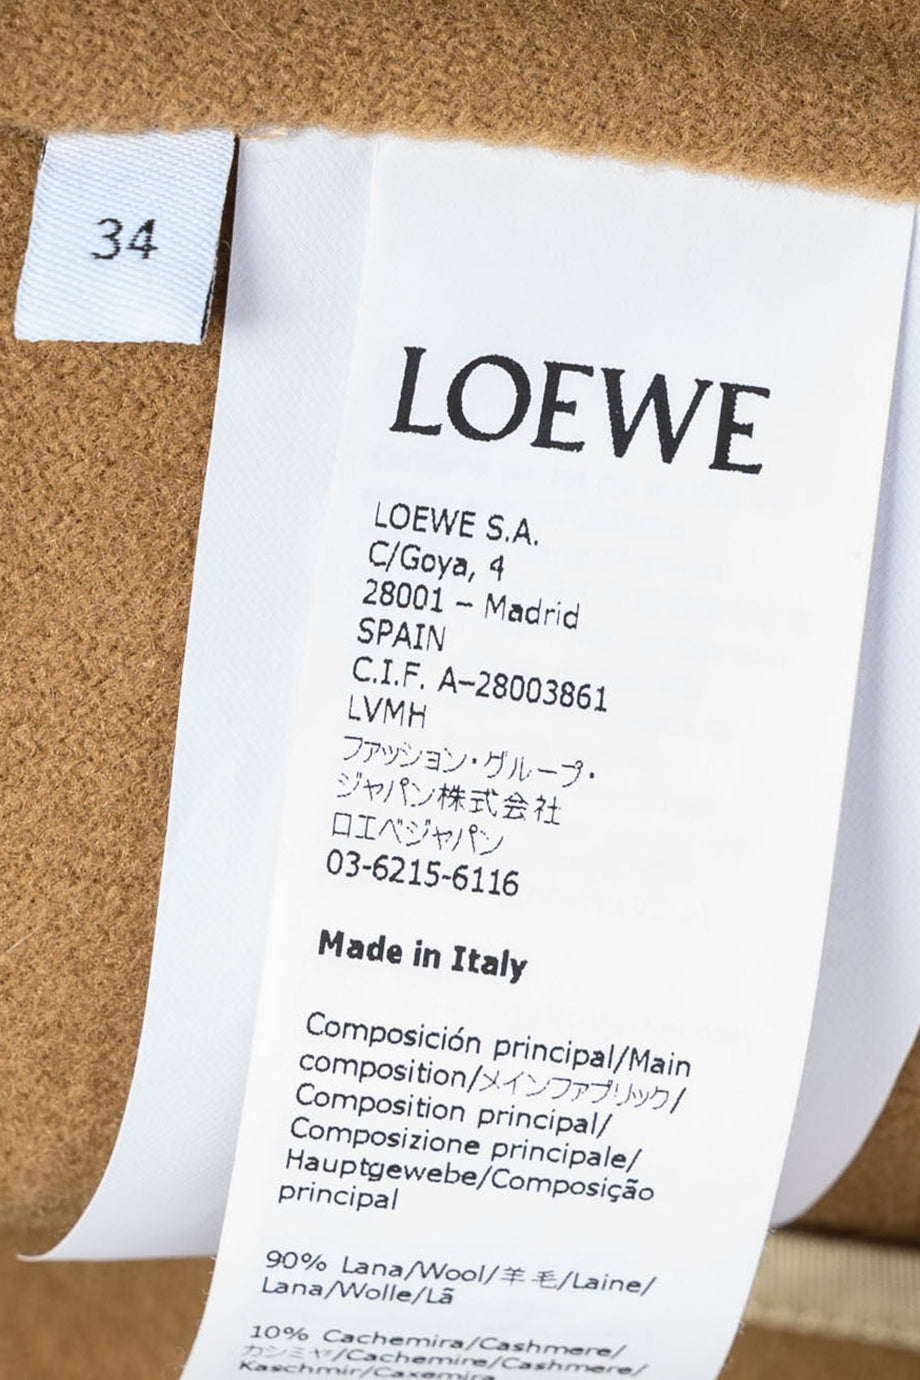 34
LOEWE
LOEWE S.A.
C/Goya, 4
28001 – Madrid
SPAIN
C.I.F. A–28003861
LVMH
ファッション・グループ・
ジャパン株式会社
ロエベジャパン
03-6215-6116
Made in Italy
Composición principal/Main
composition/メインファブリック/
Composition principal/
Composizione principale/
Hauptgewebe/Composição
principal
90% Lana/Wool/羊毛/Laine/
Lana/Wolle/Lã
10% Cachemira/Cashmere/
カシミヤ/Cachemire/Cashmere/
Kaschmir/Caxemira